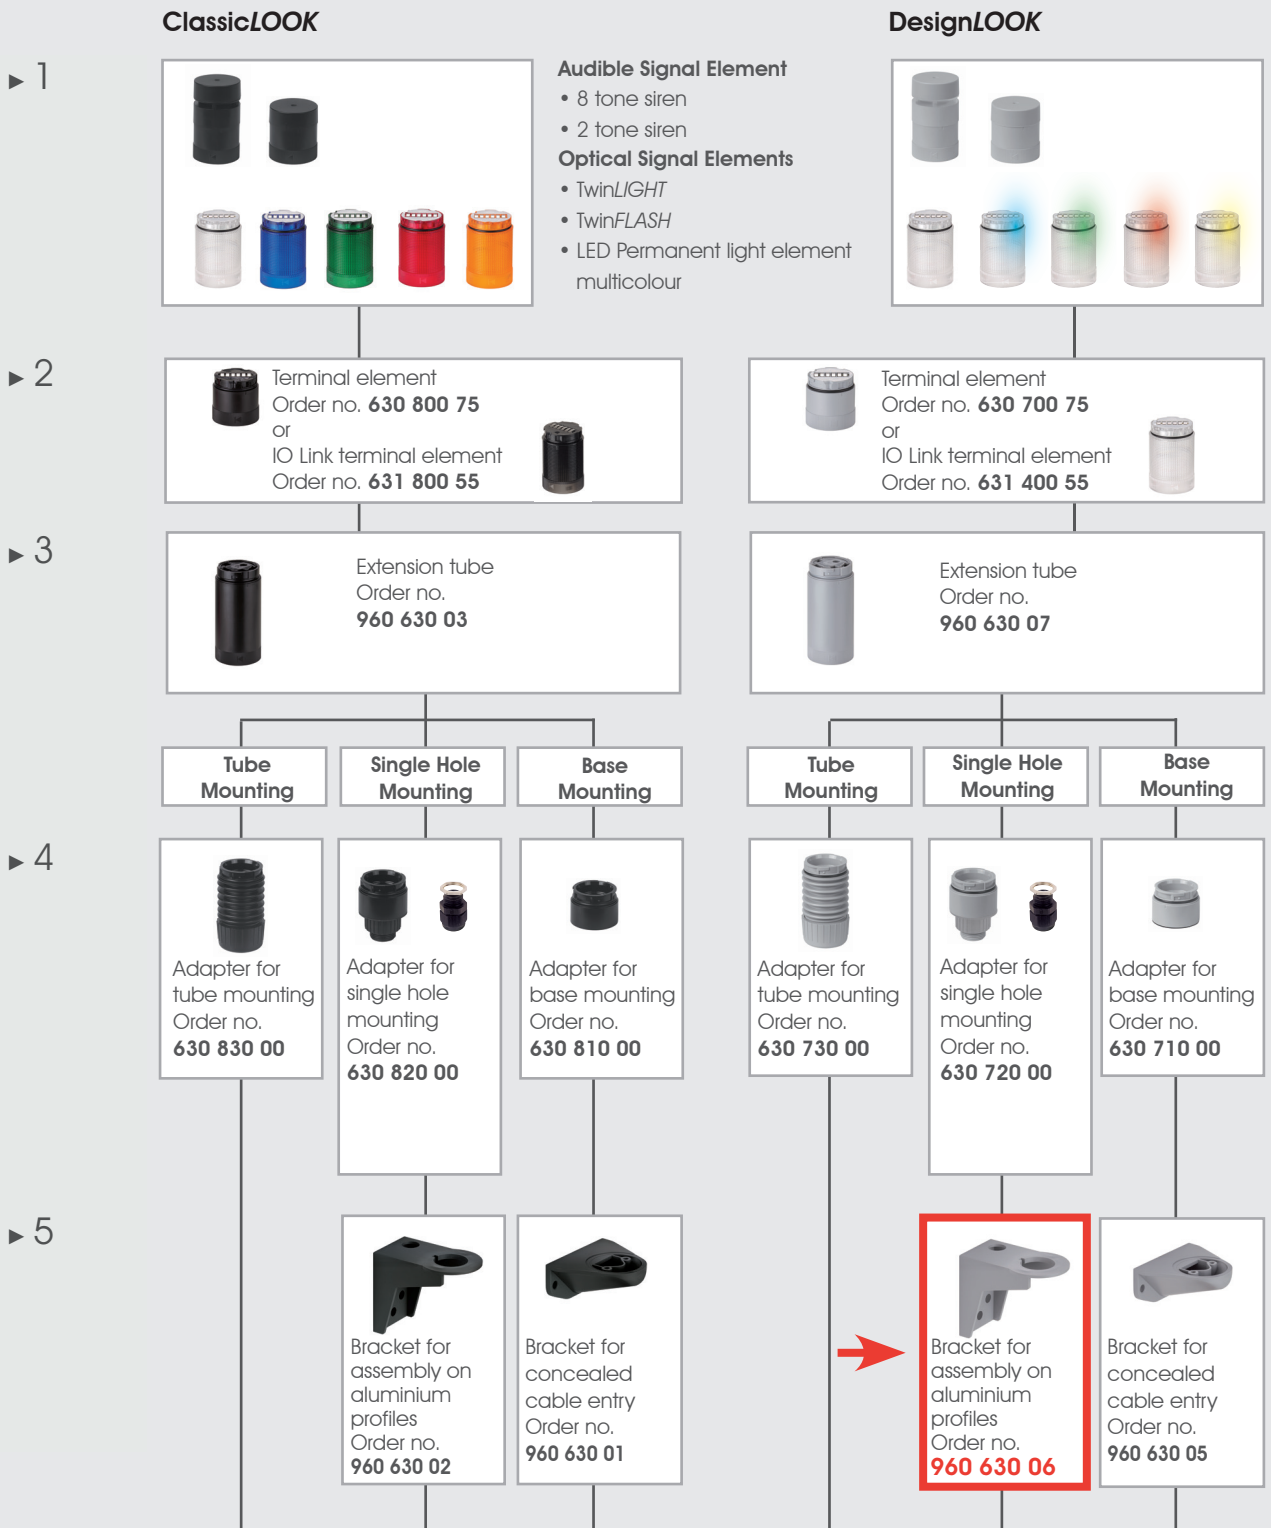 ClassicLOOK
DesignLOOK
► 1
Audible Signal Element
• 8 tone siren
• 2 tone siren
Optical Signal Elements
• TwinLIGHT
• TwinFLASH
• LED Permanent light element
multicolour
► 2
Terminal element
Order no. 630 800 75
or
IO Link terminal element
Order no. 631 800 55
Terminal element
Order no. 630 700 75
or
IO Link terminal element
Order no. 631 400 55
► 3
Extension tube
Order no.
960 630 03
Extension tube
Order no.
960 630 07
Tube
Mounting
Single Hole
Mounting
Base
Mounting
Tube
Mounting
Single Hole
Mounting
Base
Mounting
► 4
Adapter for
tube mounting
Order no.
630 830 00
Adapter for
single hole
mounting
Order no.
630 820 00
Adapter for
base mounting
Order no.
630 810 00
Adapter for
tube mounting
Order no.
630 730 00
Adapter for
single hole
mounting
Order no.
630 720 00
Adapter for
base mounting
Order no.
630 710 00
► 5
Bracket for
assembly on
aluminium
profiles
Order no.
960 630 02
Bracket for
concealed
cable entry
Order no.
960 630 01
Bracket for
assembly on
aluminium
profiles
Order no.
960 630 06
Bracket for
concealed
cable entry
Order no.
960 630 05